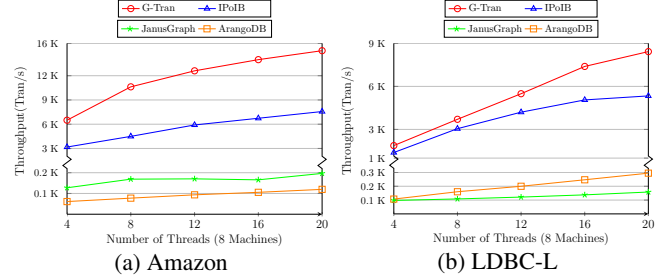 G-Tran IPoIB
JanusGraph ArangoDB
16 K
12 K
9 K
6 K
3 K
0.2 K
0.1 K
Throughput(Tran/s)
4 8 12 16 20
Number of Threads (8 Machines)
(a) Amazon
G-Tran IPoIB
JanusGraph ArangoDB
9 K
3 K
1 K
0.3 K
0.2 K
0.1 K
Throughput(Tran/s)
4 8 12 16 20
Number of Threads (8 Machines)
(b) LDBC-L